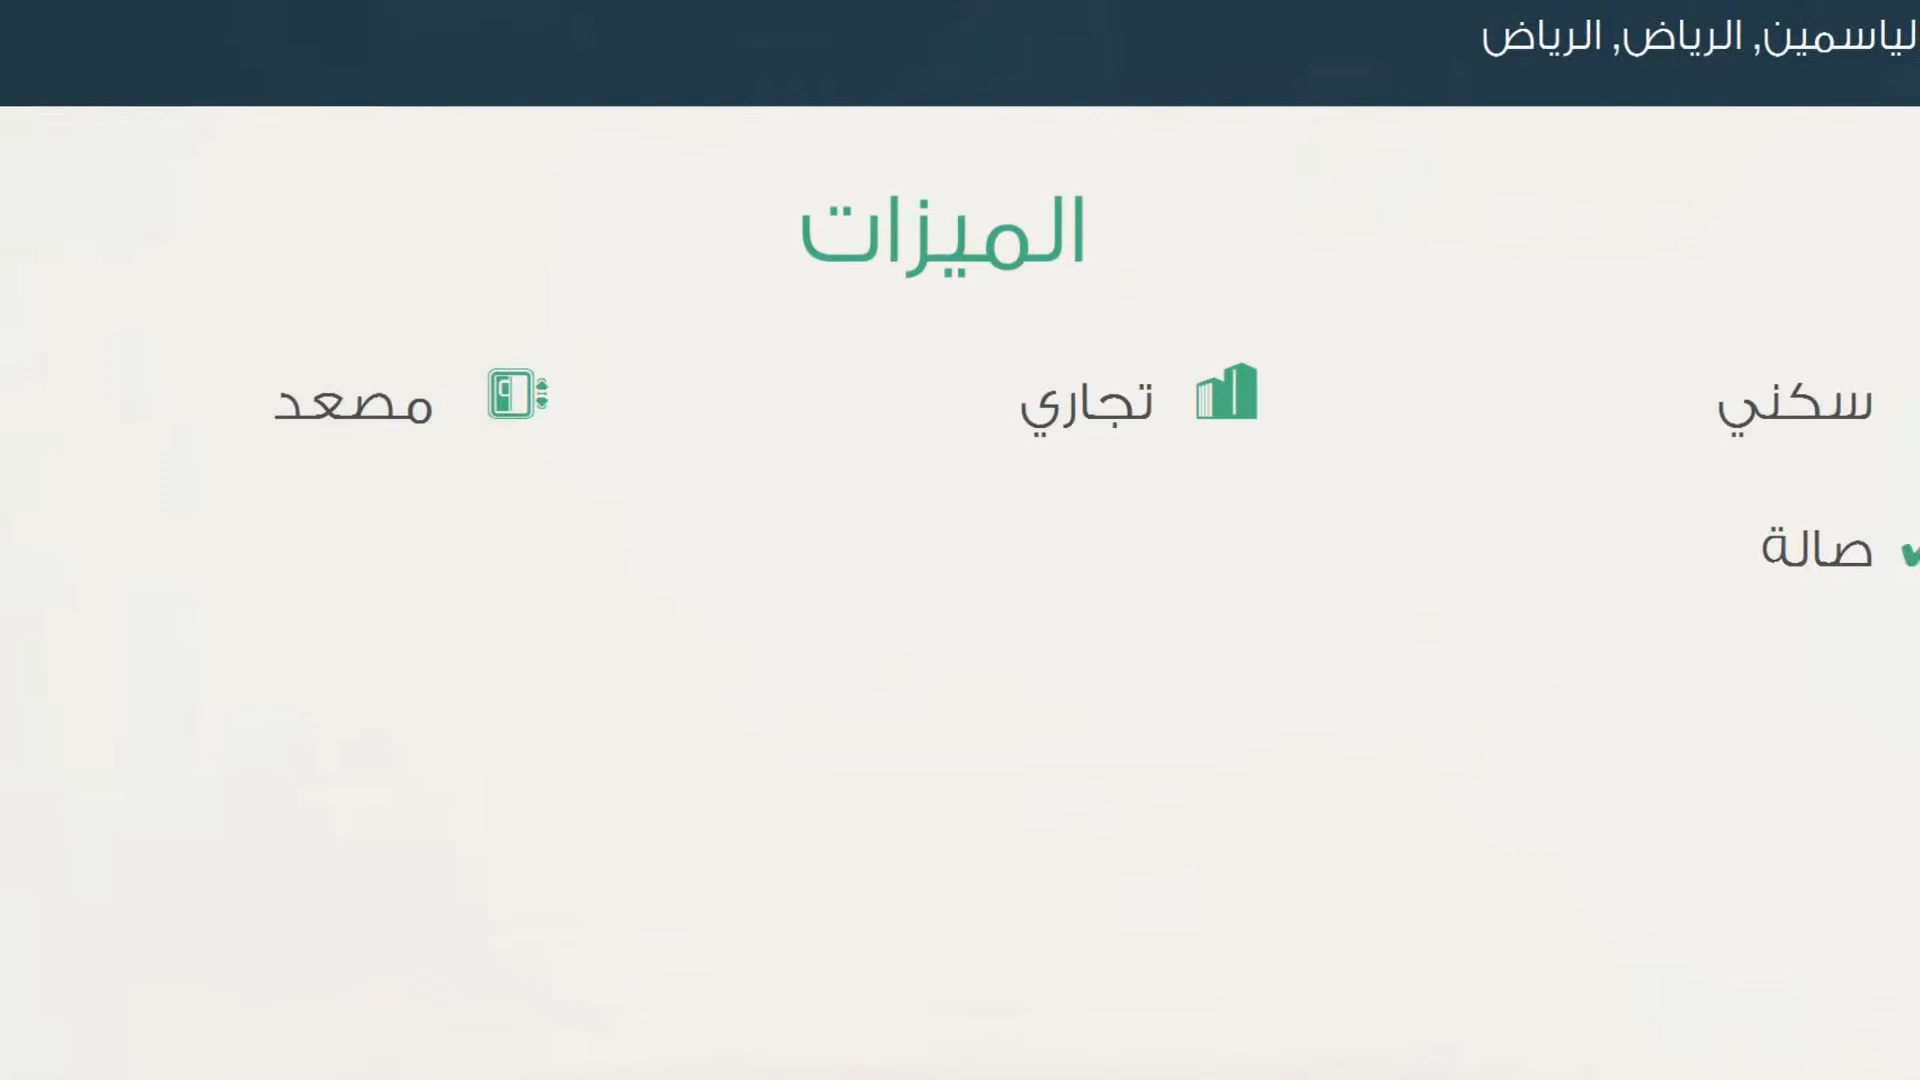 الياسمين, الرياض, الرياض
الميزات
سكني تجاري مصعد
صالة